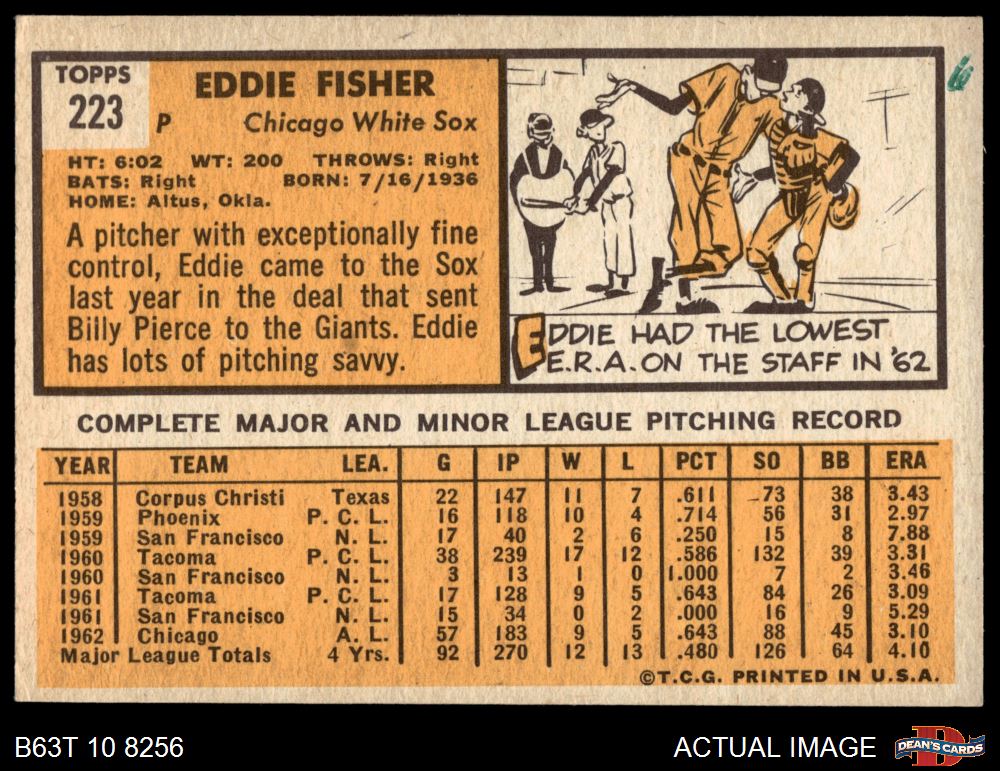 TOPPS
223
EDDIE FISHER
P Chicago White Sox
HT: 6:02 WT: 200 THROWS: Right
BATS: Right BORN: 7/16/1936
HOME: Altus, Okla.
A pitcher with exceptionally fine
control, Eddie came to the Sox
last year in the deal that sent
Billy Pierce to the Giants. Eddie
has lots of pitching savvy.
EDDIE HAD THE LOWEST
E.R.A. ON THE STAFF IN '62
COMPLETE MAJOR AND MINOR LEAGUE PITCHING RECORD
YEAR TEAM LEA. G IP W L PCT SO BB ERA
1958 Corpus Christi Texas 22 147 11 7 .611 73 38 3.43
1959 Phoenix P. C. L. 16 118 10 4 .714 56 31 2.97
1959 San Francisco N. L. 17 40 2 6 .250 15 8 7.88
1960 Tacoma P. C. L. 38 239 17 12 .586 132 39 3.31
1960 San Francisco N. L. 3 13 1 0 1.000 7 2 3.46
1961 Tacoma P. C. L. 17 128 9 5 .643 84 26 3.09
1961 San Francisco N. L. 15 34 0 2 .000 16 9 5.29
1962 Chicago A. L. 57 183 9 5 .643 88 45 3.10
Major League Totals 4 Yrs. 92 270 12 13 .480 126 64 4.10
©T.C.G. PRINTED IN U.S.A.
B63T 10 8256
ACTUAL IMAGE
DEAN'S CARDS